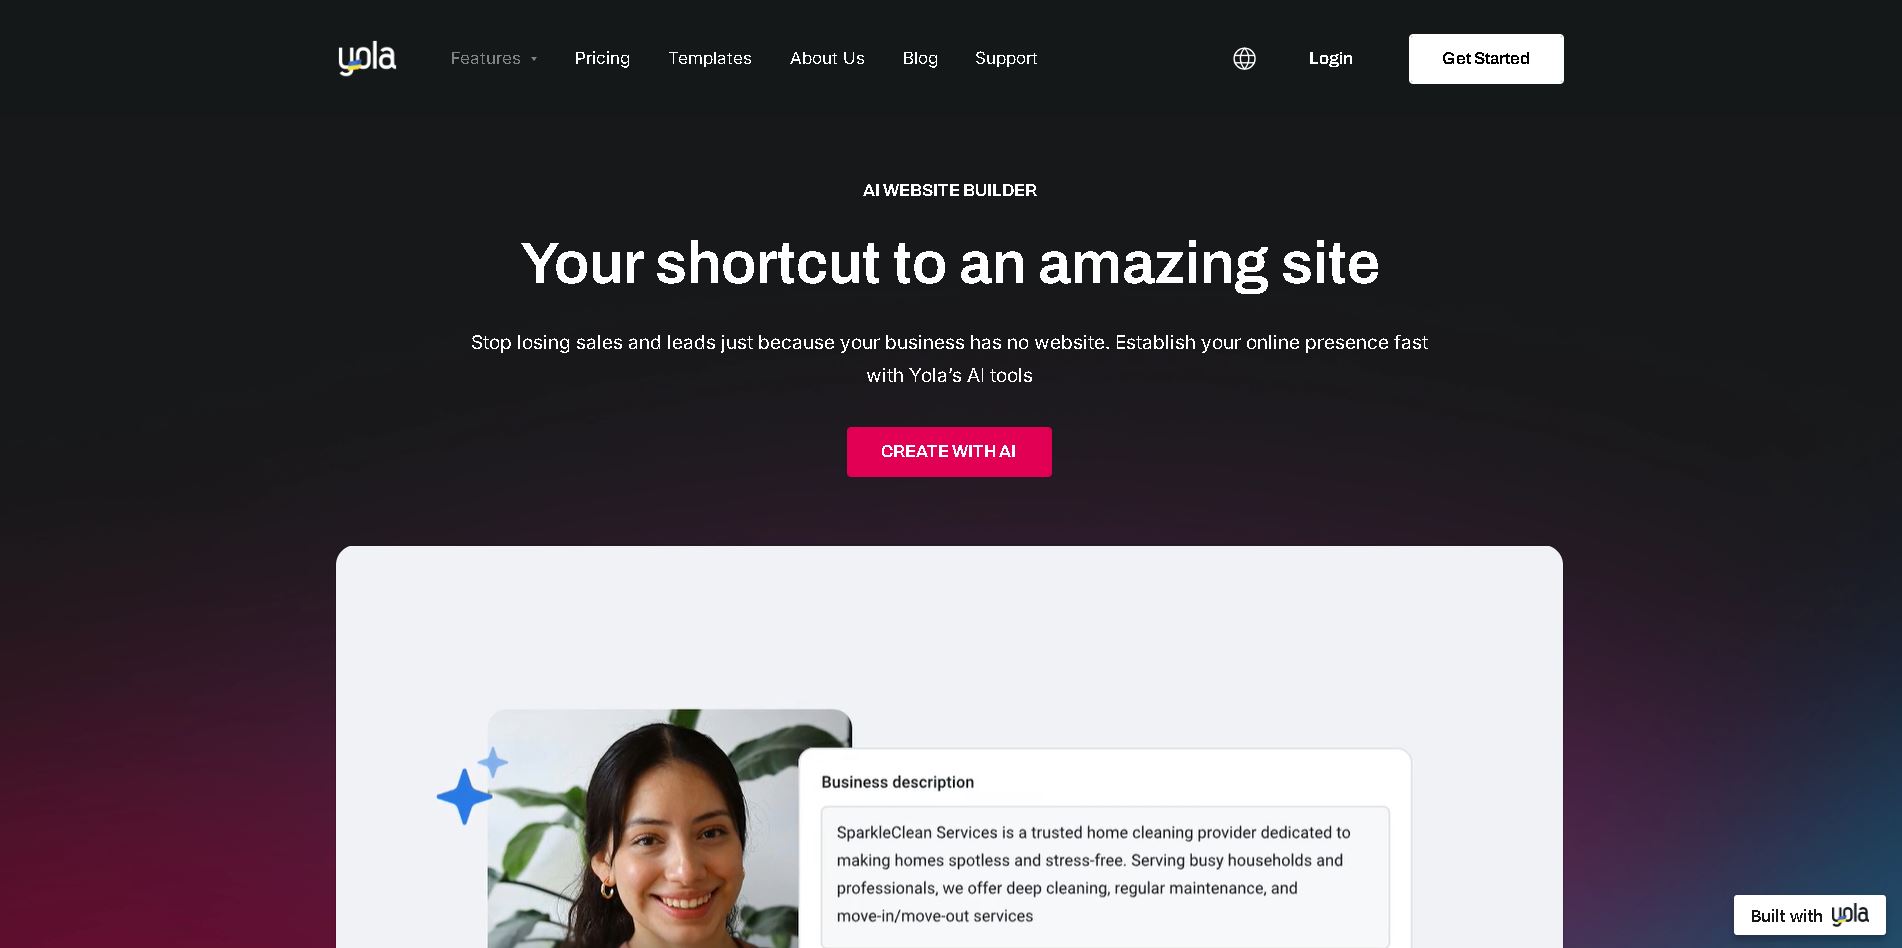 yola
Features
Pricing
Templates
About Us
Blog
Support
Login
Get Started
AI WEBSITE BUILDER
Your shortcut to an amazing site
Stop losing sales and leads just because your business has no website. Establish your online presence fast
with Yola’s AI tools
CREATE WITH AI
Business description
SparkleClean Services is a trusted home cleaning provider dedicated to
making homes spotless and stress-free. Serving busy households and
professionals, we offer deep cleaning, regular maintenance, and
move-in/move-out services
Built with yola